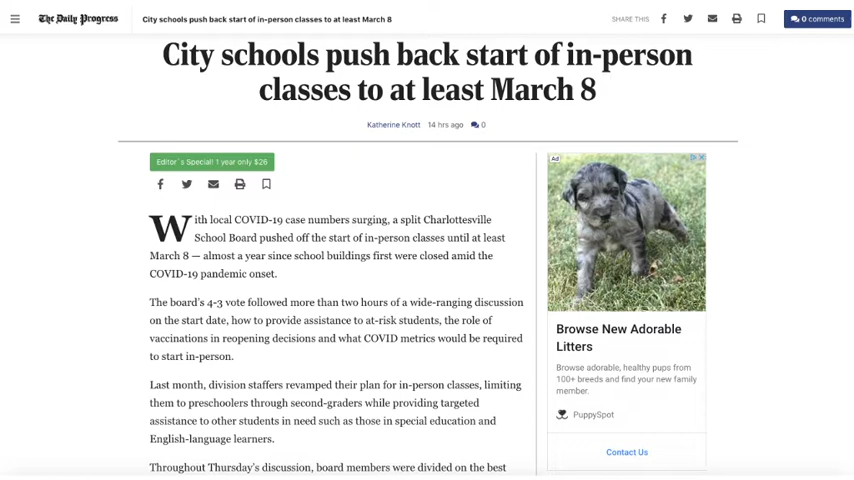 The Daily Progress
City schools push back start of in-person classes to at least March 8
SHARE THIS
0 comments
City schools push back start of in-person
classes to at least March 8
Katherine Knott 14 hrs ago 0
Editor`s Special! 1 year only $26
With local COVID-19 case numbers surging, a split Charlottesville
School Board pushed off the start of in-person classes until at least
March 8 — almost a year since school buildings first were closed amid the
COVID-19 pandemic onset.
The board's 4-3 vote followed more than two hours of a wide-ranging discussion
on the start date, how to provide assistance to at-risk students, the role of
vaccinations in reopening decisions and what COVID metrics would be required
to start in-person.
Last month, division staffers revamped their plan for in-person classes, limiting
them to preschoolers through second-graders while providing targeted
assistance to other students in need such as those in special education and
English-language learners.
Throughout Thursday's discussion, board members were divided on the best
Ad
Browse New Adorable
Litters
Browse adorable, healthy pups from
100+ breeds and find your new family
member.
PuppySpot
Contact Us